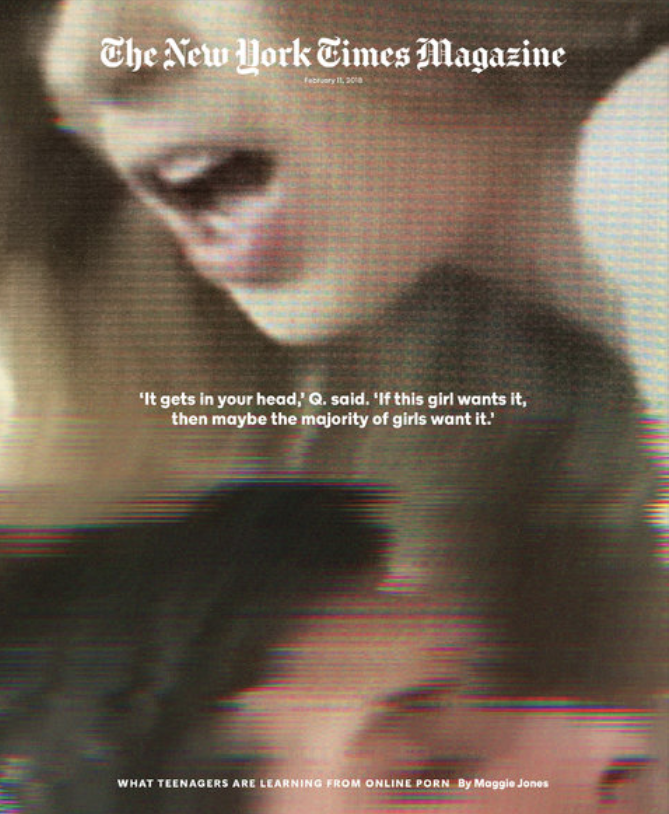 The New York Times Magazine
February 11, 2018
‘It gets in your head,’ Q. said. ‘If this girl wants it,
then maybe the majority of girls want it.’
WHAT TEENAGERS ARE LEARNING FROM ONLINE PORN By Maggie Jones